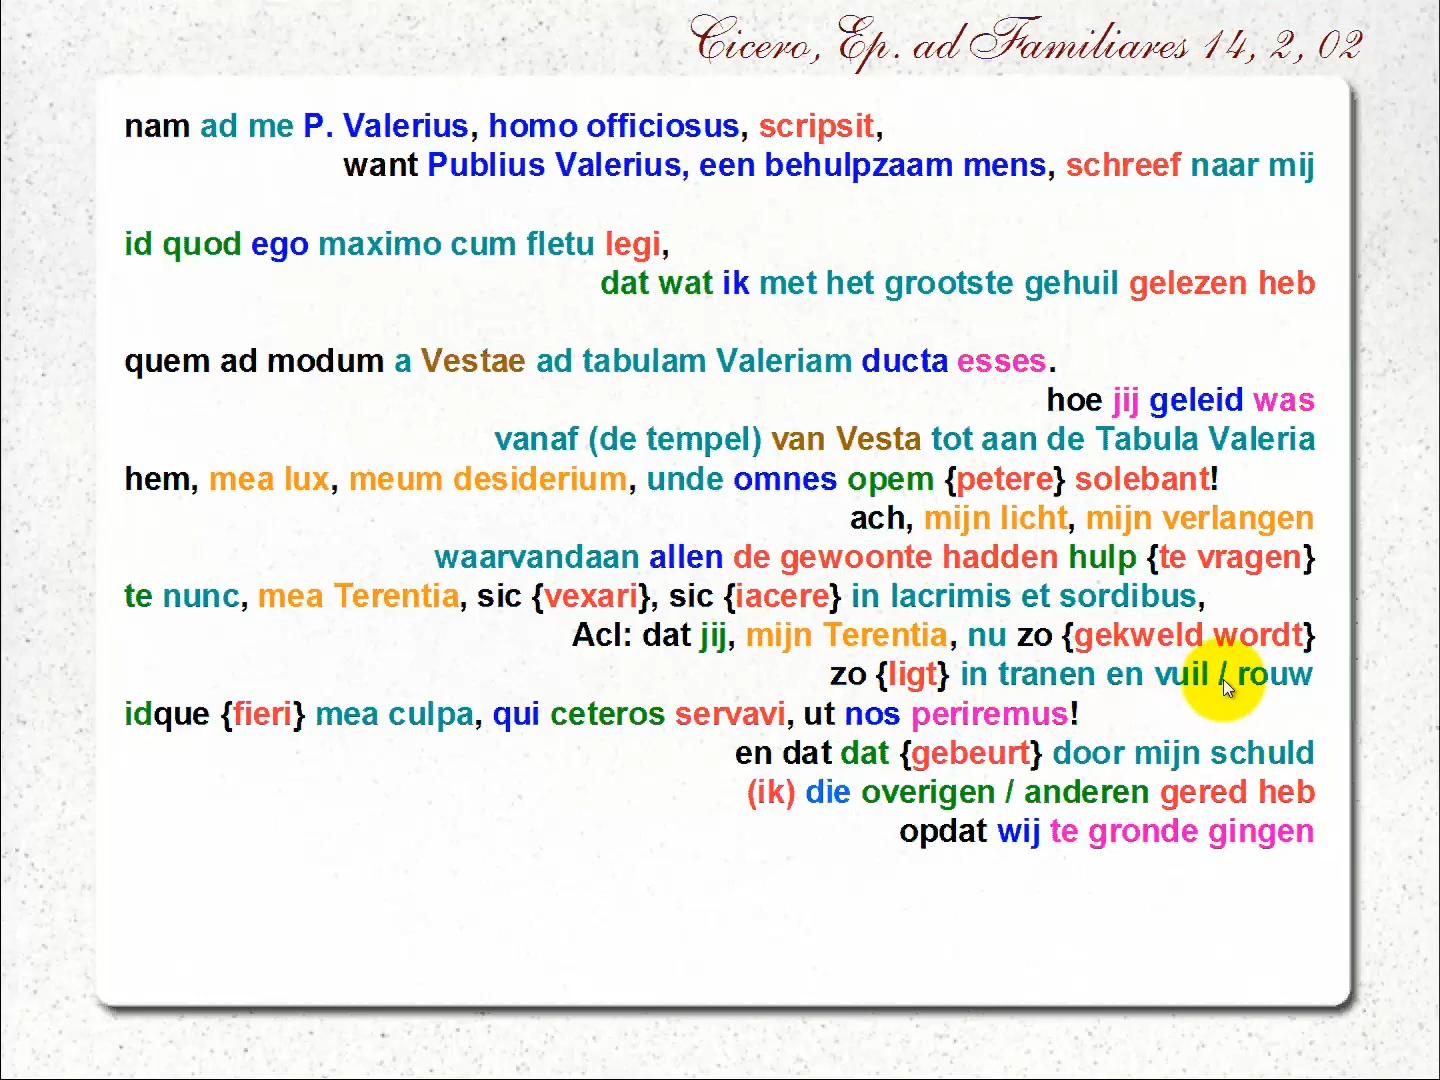 Cicero, Ep. ad Familiares 14, 2, 02
nam ad me P. Valerius, homo officiosus, scripsit,
want Publius Valerius, een behulpzaam mens, schreef naar mij
id quod ego maximo cum fletu legi,
dat wat ik met het grootste gehuil gelezen heb
quem ad modum a Vestae ad tabulam Valeriam ducta esses.
hoe jij geleid was
vanaf (de tempel) van Vesta tot aan de Tabula Valeria
hem, mea lux, meum desiderium, unde omnes opem {petere} solebant!
ach, mijn licht, mijn verlangen
waarvandaan allen de gewoonte hadden hulp {te vragen}
te nunc, mea Terentia, sic {vexari}, sic {iacere} in lacrimis et sordibus,
AcI: dat jij, mijn Terentia, nu zo {gekweld wordt}
zo {ligt} in tranen en vuil / rouw
idque {fieri} mea culpa, qui ceteros servavi, ut nos periremus!
en dat dat {gebeurt} door mijn schuld
(ik) die overigen / anderen gered heb
opdat wij te gronde gingen